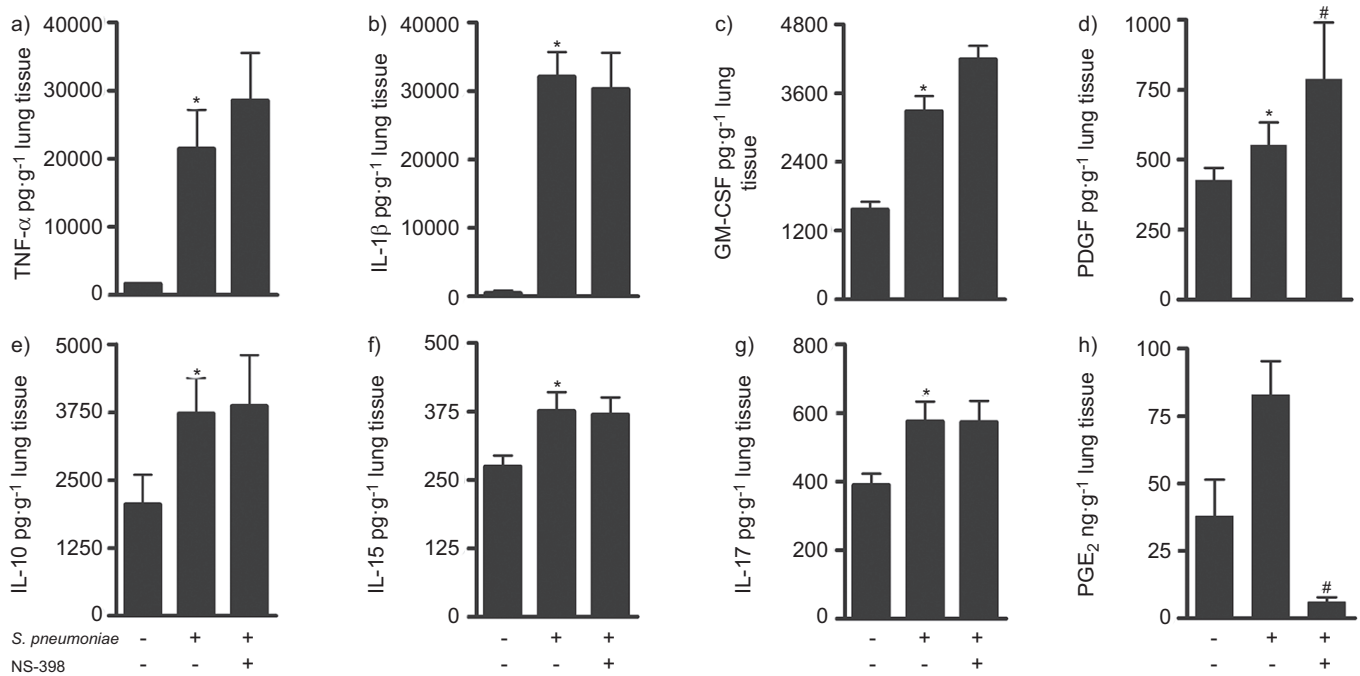 a)
TNF-α pg·g⁻¹ lung tissue
40000
30000
20000
10000
0
*
b)
IL-1β pg·g⁻¹ lung tissue
40000
30000
20000
10000
0
*
c)
GM-CSF pg·g⁻¹ lung
tissue
4800
3600
2400
1200
0
*
d)
PDGF pg·g⁻¹ lung tissue
1000
750
500
250
0
*
#
e)
IL-10 pg·g⁻¹ lung tissue
5000
3750
2500
1250
0
*
f)
IL-15 pg·g⁻¹ lung tissue
500
375
250
125
0
*
g)
IL-17 pg·g⁻¹ lung tissue
800
600
400
200
0
*
h)
PGE₂ ng·g⁻¹ lung tissue
100
75
50
25
0
#
S. pneumoniae - + + - + + - + + - + +
NS-398 - - + - - + - - + - - +